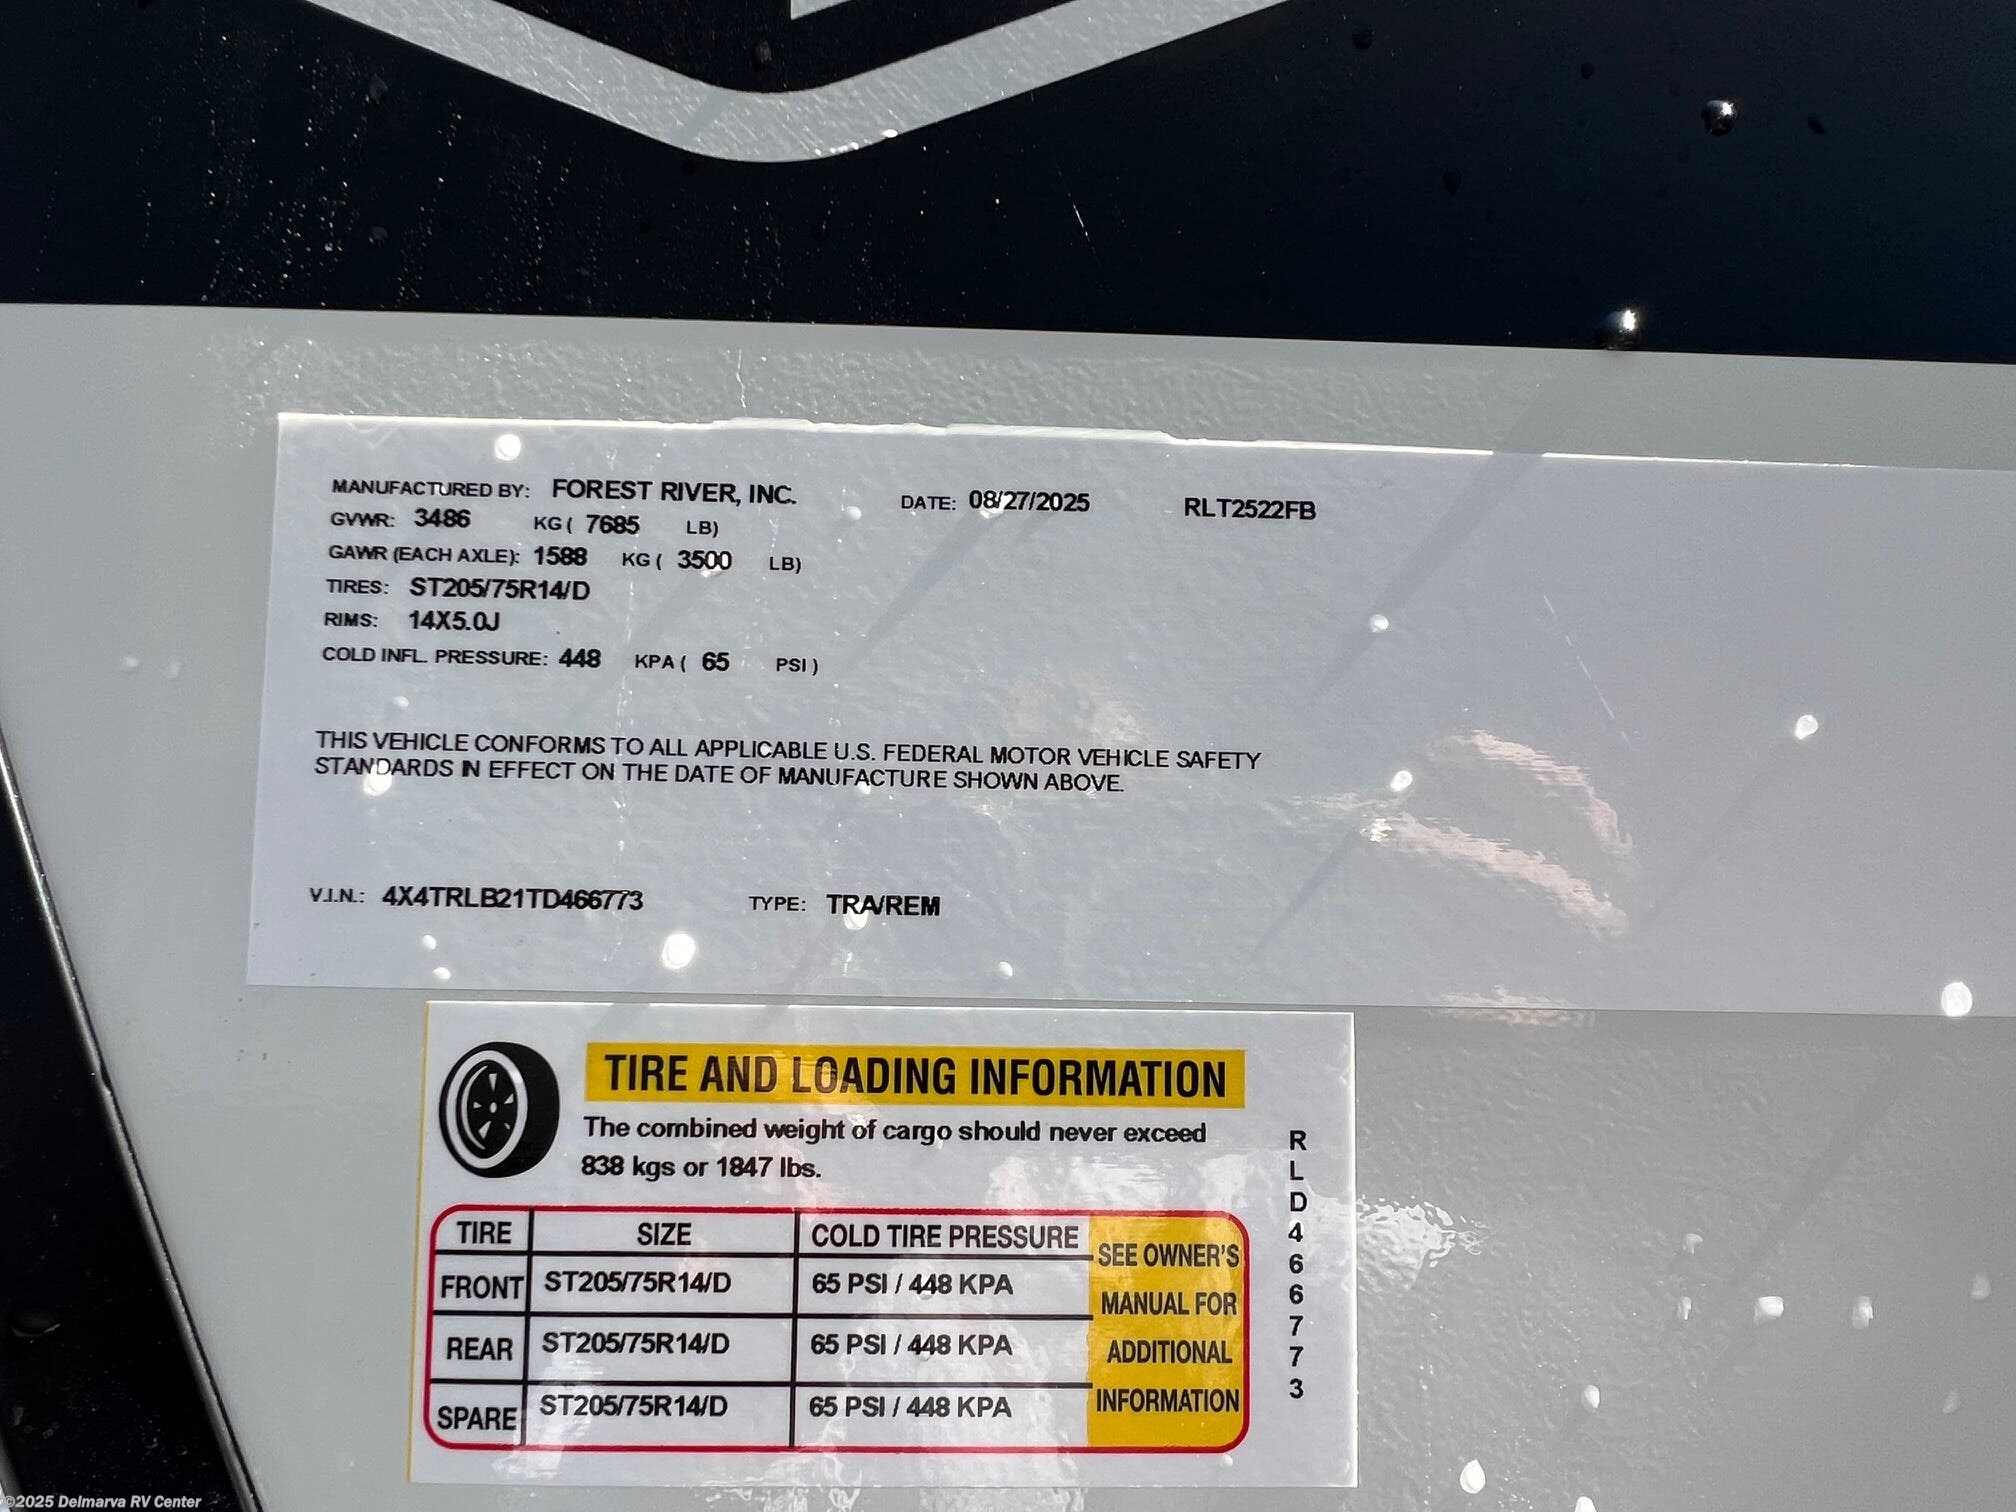 MANUFACTURED BY: FOREST RIVER, INC. DATE: 08/27/2025 RLT2522FB
GVWR: 3486 KG ( 7685 LB)
GAWR (EACH AXLE): 1588 KG ( 3500 LB)
TIRES: ST205/75R14/D
RIMS: 14X5.0J
COLD INFL. PRESSURE: 448 KPA ( 65 PSI )
THIS VEHICLE CONFORMS TO ALL APPLICABLE U.S. FEDERAL MOTOR VEHICLE SAFETY
STANDARDS IN EFFECT ON THE DATE OF MANUFACTURE SHOWN ABOVE.
V.I.N.: 4X4TRLB21TD466773 TYPE: TRA/REM
TIRE AND LOADING INFORMATION
The combined weight of cargo should never exceed
838 kgs or 1847 lbs.
TIRE SIZE COLD TIRE PRESSURE
FRONT ST205/75R14/D 65 PSI / 448 KPA
REAR ST205/75R14/D 65 PSI / 448 KPA
SPARE ST205/75R14/D 65 PSI / 448 KPA
SEE OWNER'S
MANUAL FOR
ADDITIONAL
INFORMATION
RLD466773
©2025 Delmarva RV Center